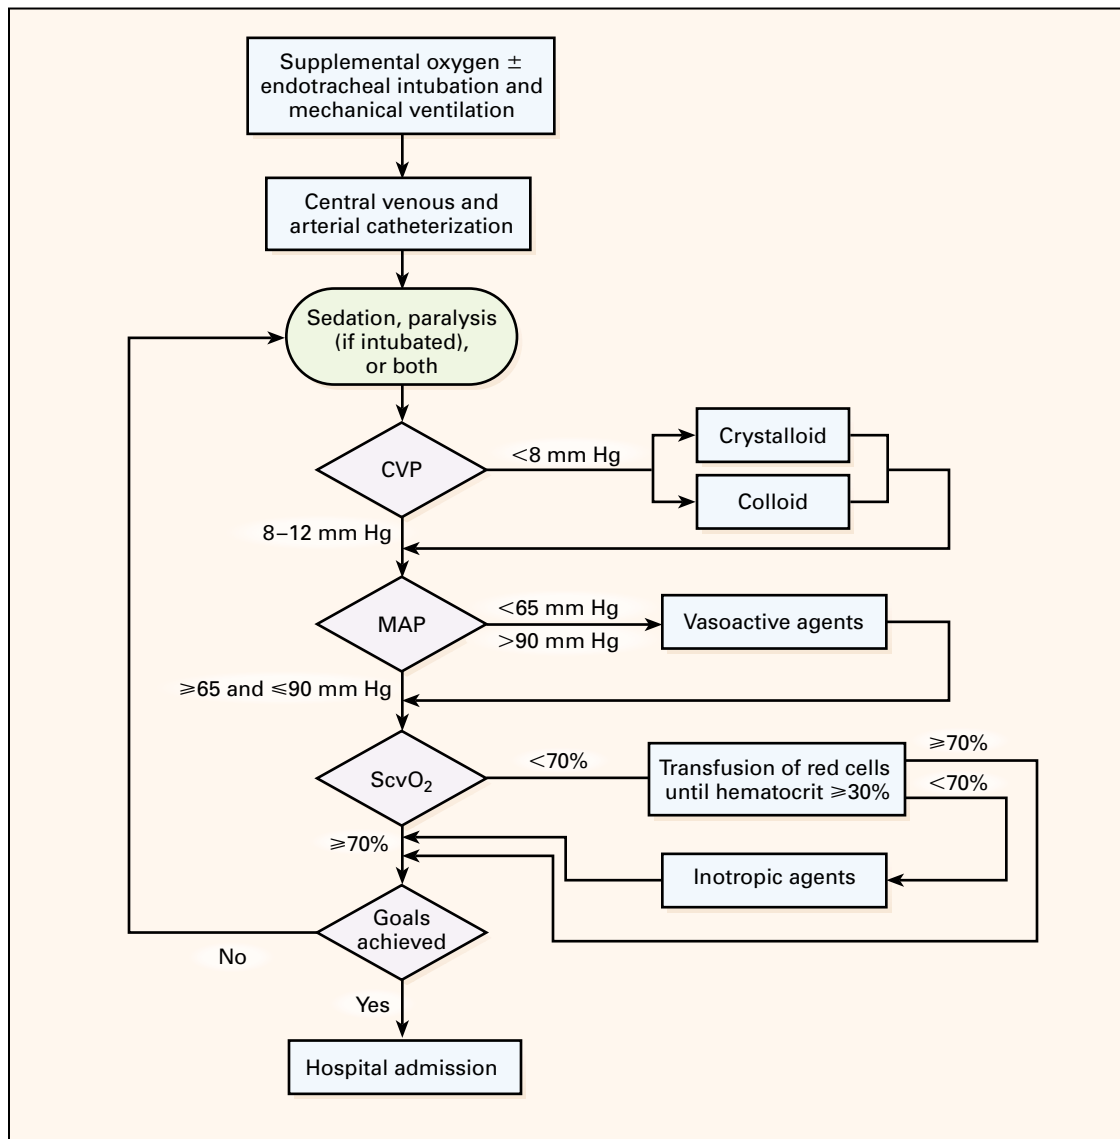 Supplemental oxygen ±
endotracheal intubation and
mechanical ventilation
Central venous and
arterial catheterization
Sedation, paralysis
(if intubated),
or both
CVP
<8 mm Hg
Crystalloid
Colloid
8–12 mm Hg
MAP
<65 mm Hg
>90 mm Hg
Vasoactive agents
≥65 and ≤90 mm Hg
ScvO₂
<70%
Transfusion of red cells
until hematocrit ≥30%
≥70%
<70%
≥70%
Inotropic agents
Goals
achieved
No
Yes
Hospital admission